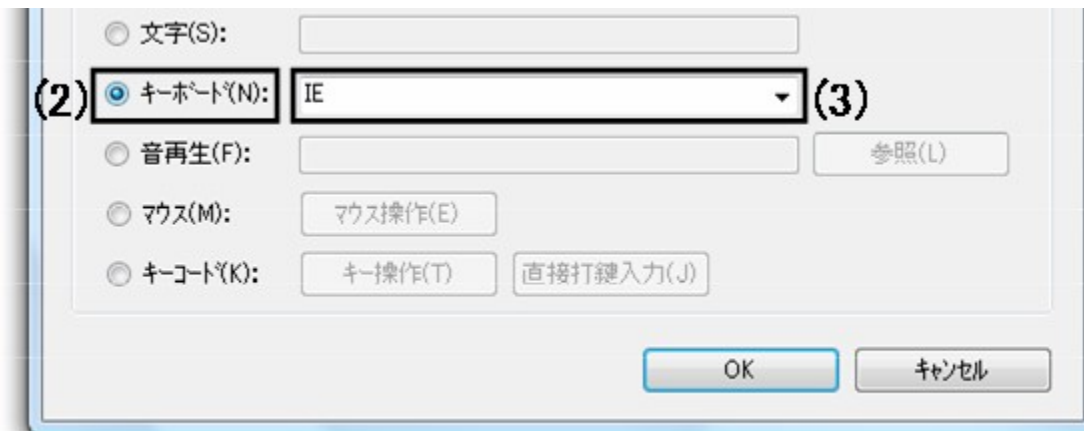 文字(S):
(2) キーボード(N): IE (3)
音再生(F): 参照(L)
マウス(M): マウス操作(E)
キーコード(K): キー操作(T) 直接打鍵入力(J)
OK キャンセル